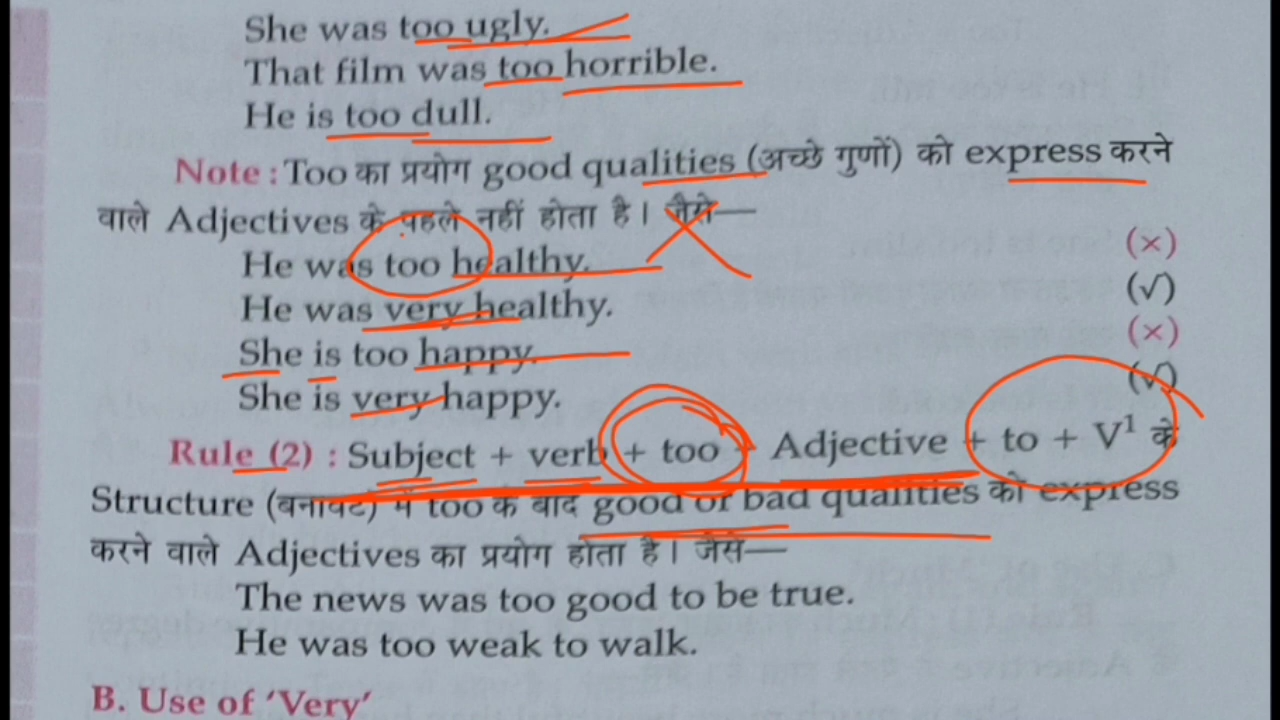 She was too ugly.
That film was too horrible.
He is too dull.
Note : Too का प्रयोग good qualities (अच्छे गुणों) को express करने
वाले Adjectives के पहले नहीं होता है। जैसे—
He was too healthy. (×)
He was very healthy. (√)
She is too happy. (×)
She is very happy. (√)
Rule (2) : Subject + verb + too + Adjective + to + V¹ के
Structure (बनावट) में too के बाद good or bad qualities को express
करने वाले Adjectives का प्रयोग होता है। जैसे—
The news was too good to be true.
He was too weak to walk.
B. Use of 'Very'